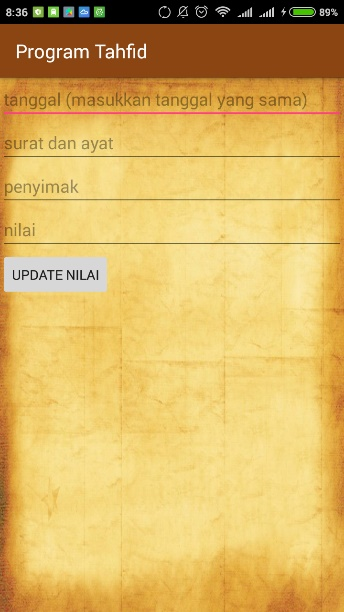 8:36
89%
Program Tahfid
tanggal (masukkan tanggal yang sama)
surat dan ayat
penyimak
nilai
UPDATE NILAI